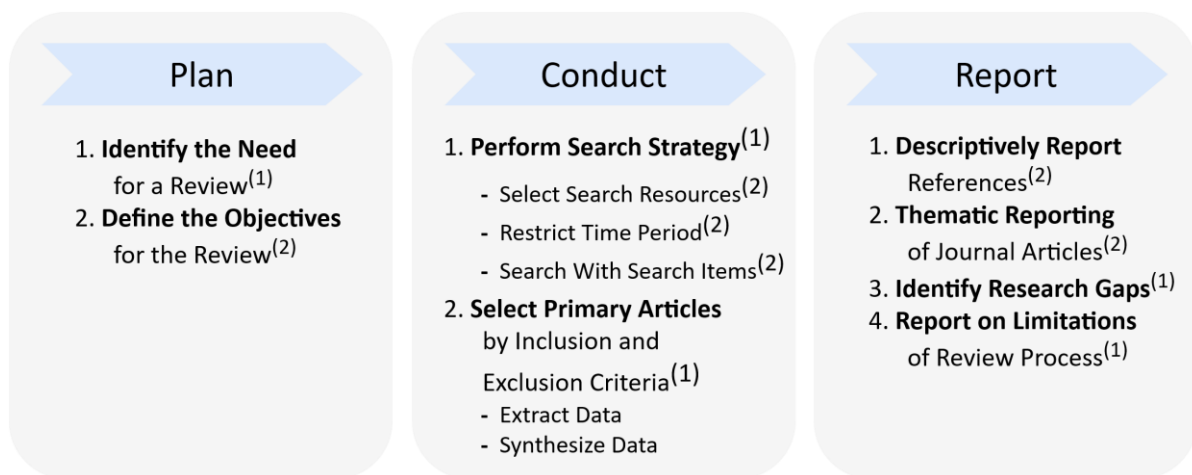 Plan
1. Identify the Need
for a Review(1)
2. Define the Objectives
for the Review(2)
Conduct
1. Perform Search Strategy(1)
- Select Search Resources(2)
- Restrict Time Period(2)
- Search With Search Items(2)
2. Select Primary Articles
by Inclusion and
Exclusion Criteria(1)
- Extract Data
- Synthesize Data
Report
1. Descriptively Report
References(2)
2. Thematic Reporting
of Journal Articles(2)
3. Identify Research Gaps(1)
4. Report on Limitations
of Review Process(1)